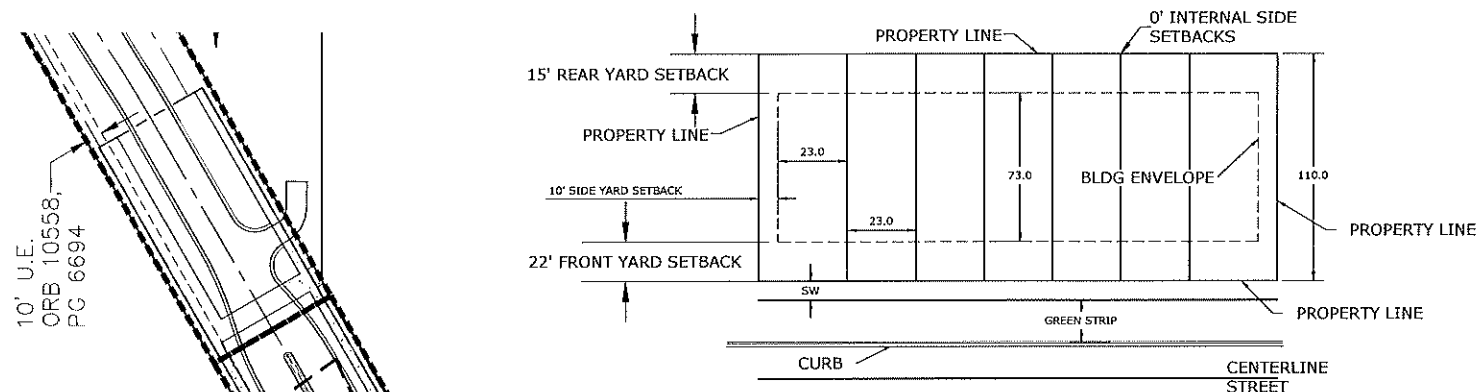 10' U.E.
ORB 10558,
PG 6694
0' INTERNAL SIDE
SETBACKS
PROPERTY LINE
15' REAR YARD SETBACK
PROPERTY LINE
23.0
73.0
BLDG ENVELOPE
110.0
10' SIDE YARD SETBACK
23.0
PROPERTY LINE
22' FRONT YARD SETBACK
SW
GREEN STRIP
PROPERTY LINE
CURB
CENTERLINE
STREET